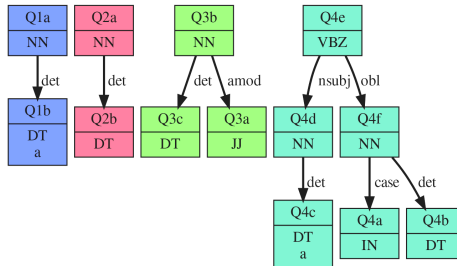 Q1a Q2a Q3b Q4e
NN NN NN VBZ
det det det amod nsubj obl
Q1b Q2b Q3c Q3a Q4d Q4f
DT DT DT JJ NN NN
a
det case det
Q4c Q4a Q4b
DT IN DT
a